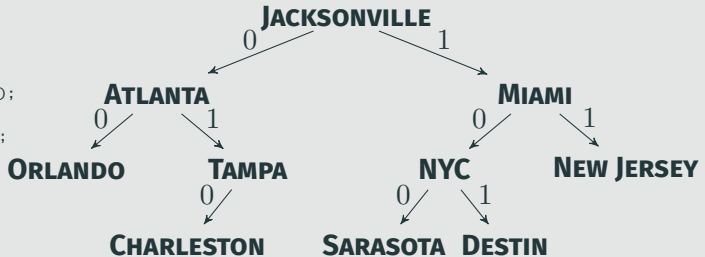 JACKSONVILLE
0 1
);
ATLANTA MIAMI
0 1 0 1
;
ORLANDO TAMPA NYC NEW JERSEY
0 0 1
CHARLESTON SARASOTA DESTIN